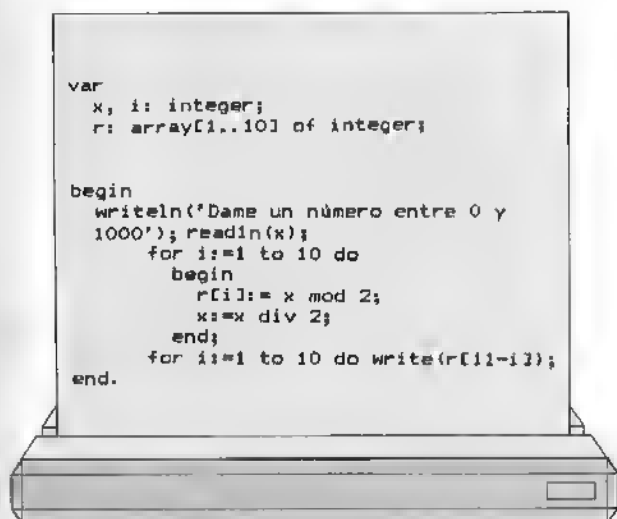 var
x, i: integer;
r: array[1..10] of integer;
begin
writeln('Dame un número entre 0 y
1000'); readln(x);
for i:=1 to 10 do
begin
r[i]:= x mod 2;
x:=x div 2;
end;
for i:=1 to 10 do write(r[11-i]);
end.